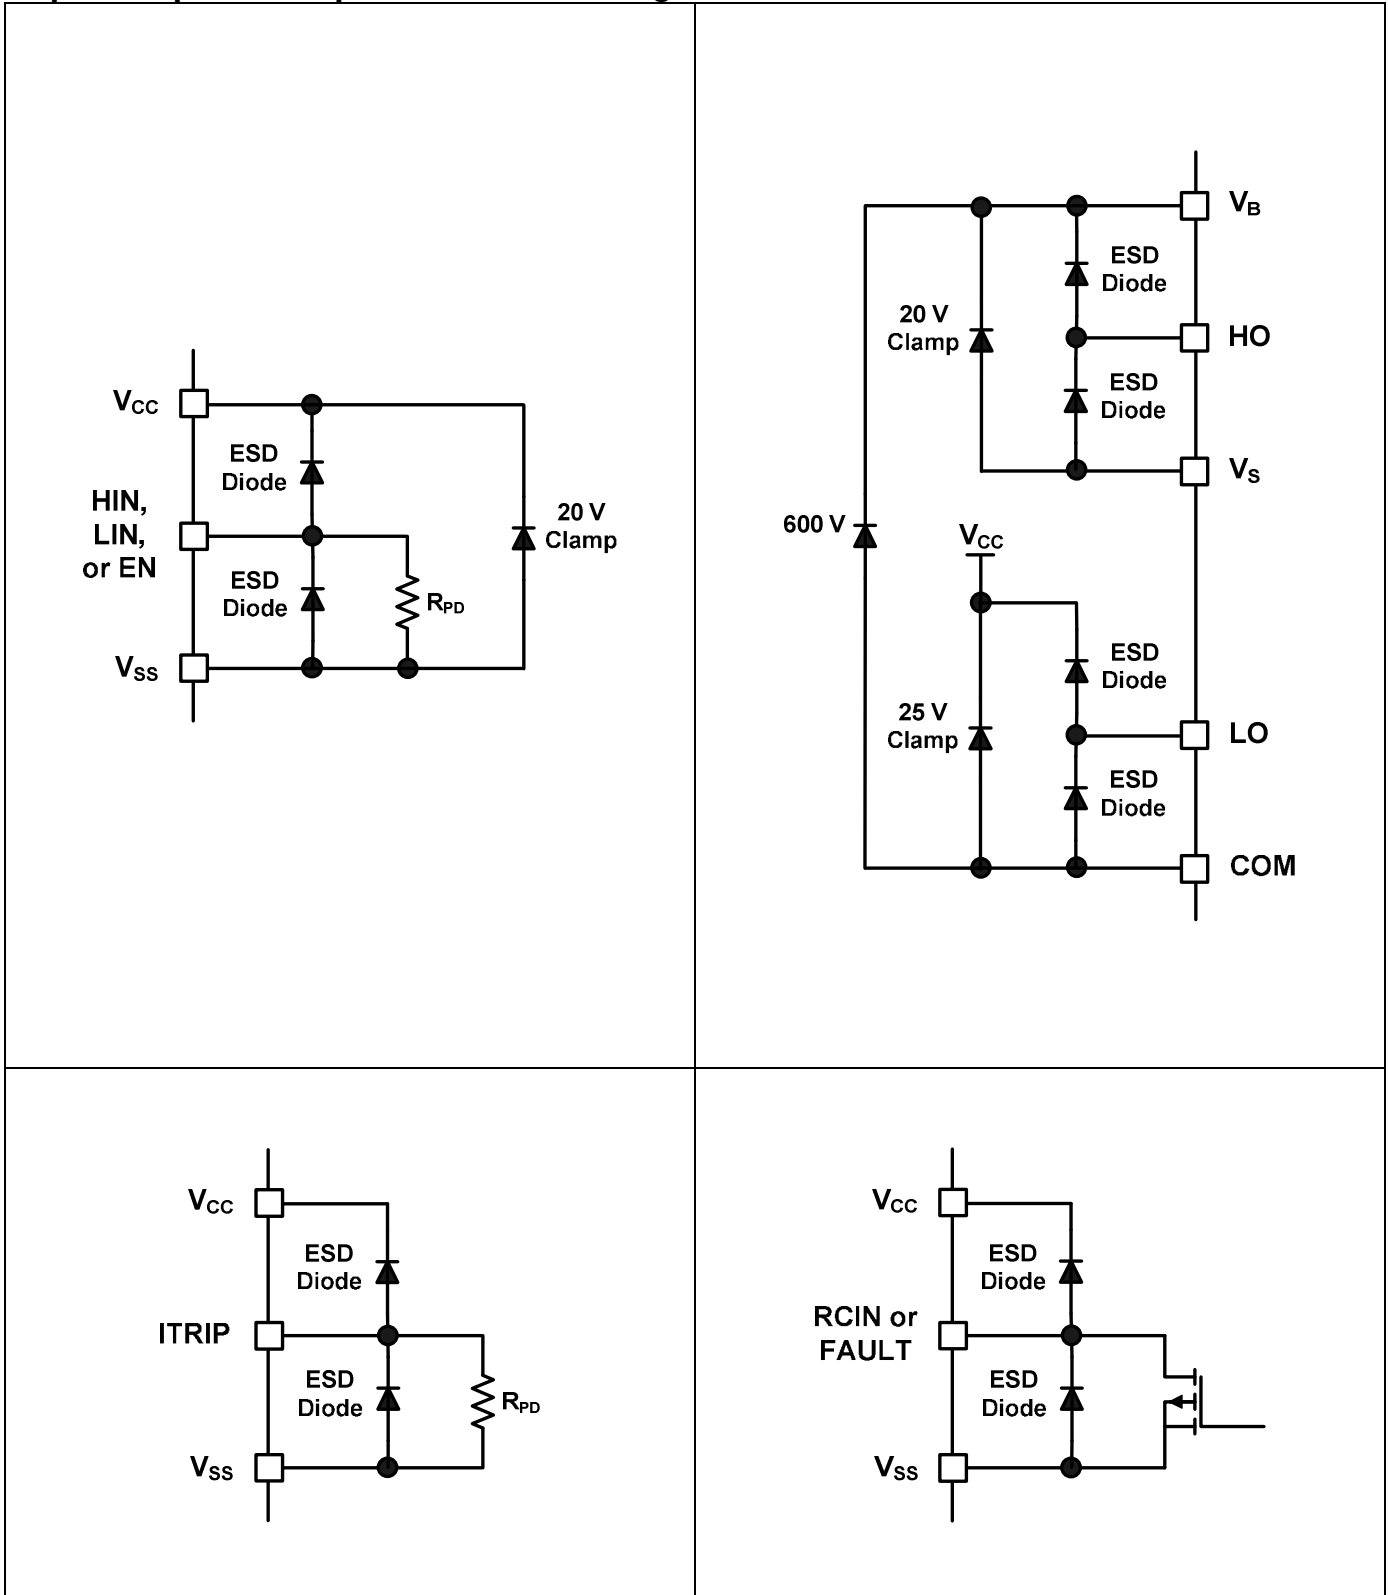 VCC
ESD
Diode
HIN,
LIN,
or EN
20 V
Clamp
ESD
Diode
RPD
VSS
VB
ESD
Diode
20 V
Clamp
HO
ESD
Diode
VS
600 V
VCC
ESD
Diode
25 V
Clamp
LO
ESD
Diode
COM
VCC
ESD
Diode
ITRIP
ESD
Diode
RPD
VSS
VCC
ESD
Diode
RCIN or
FAULT
ESD
Diode
VSS